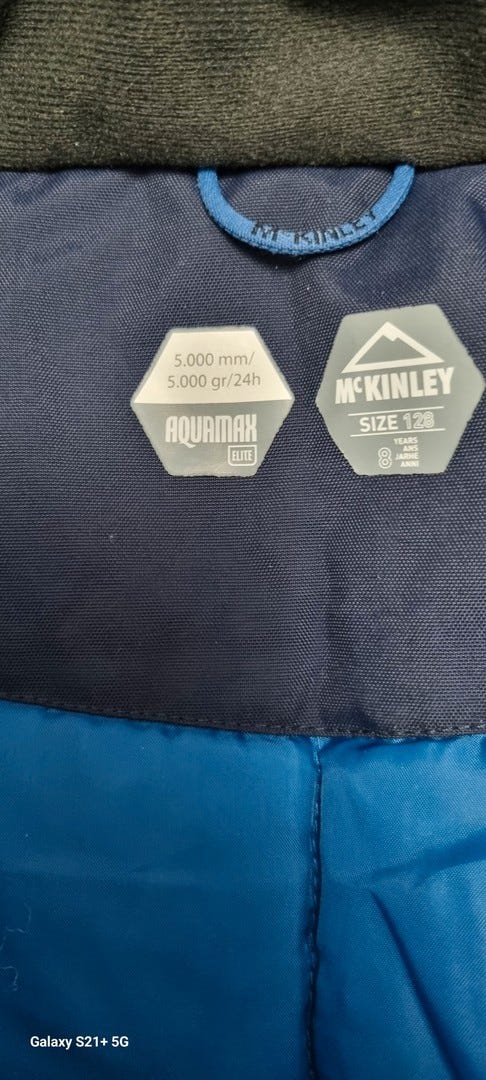 McKINLEY
5.000 mm/
5.000 gr/24h
AQUAMAX
ELITE
McKINLEY
SIZE 128
8 YEARS
ANS
JARHE
ANNI
Galaxy S21+ 5G